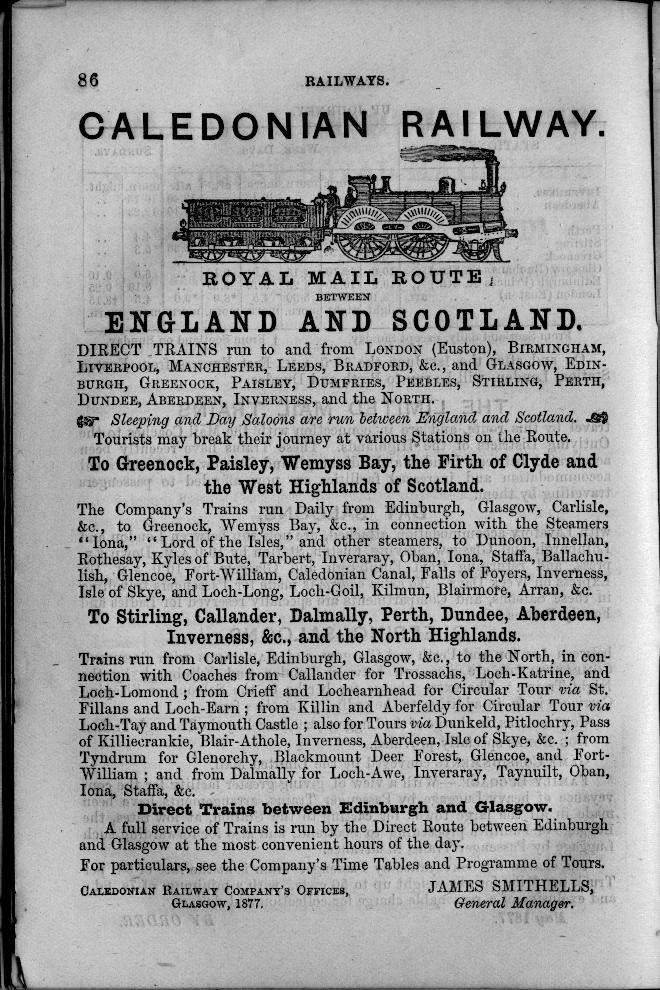 86
RAILWAYS.
CALEDONIAN RAILWAY.
ROYAL MAIL ROUTE
BETWEEN
ENGLAND AND SCOTLAND.
DIRECT TRAINS run to and from LONDON (Euston), BIRMINGHAM,
LIVERPOOL, MANCHESTER, LEEDS, BRADFORD, &c., and GLASGOW, EDIN-
BURGH, GREENOCK, PAISLEY, DUMFRIES, PEEBLES, STIRLING, PERTH,
DUNDEE, ABERDEEN, INVERNESS, and the NORTH.
☞ Sleeping and Day Saloons are run between England and Scotland. ☜
Tourists may break their journey at various Stations on the Route.
To Greenock, Paisley, Wemyss Bay, the Firth of Clyde and
the West Highlands of Scotland.
The Company's Trains run Daily from Edinburgh, Glasgow, Carlisle,
&c., to Greenock, Wemyss Bay, &c., in connection with the Steamers
"Iona," "Lord of the Isles," and other steamers, to Dunoon, Innellan,
Rothesay, Kyles of Bute, Tarbert, Inveraray, Oban, Iona, Staffa, Ballachu-
lish, Glencoe, Fort-William, Caledonian Canal, Falls of Foyers, Inverness,
Isle of Skye, and Loch-Long, Loch-Goil, Kilmun, Blairmore, Arran, &c.
To Stirling, Callander, Dalmally, Perth, Dundee, Aberdeen,
Inverness, &c., and the North Highlands.
Trains run from Carlisle, Edinburgh, Glasgow, &c., to the North, in con-
nection with Coaches from Callander for Trossachs, Loch-Katrine, and
Loch-Lomond ; from Crieff and Lochearnhead for Circular Tour via St.
Fillans and Loch-Earn ; from Killin and Aberfeldy for Circular Tour via
Loch-Tay and Taymouth Castle ; also for Tours via Dunkeld, Pitlochry, Pass
of Killiecrankie, Blair-Athole, Inverness, Aberdeen, Isle of Skye, &c. ; from
Tyndrum for Glenorchy, Blackmount Deer Forest, Glencoe, and Fort-
William ; and from Dalmally for Loch-Awe, Inveraray, Taynuilt, Oban,
Iona, Staffa, &c.
Direct Trains between Edinburgh and Glasgow.
A full service of Trains is run by the Direct Route between Edinburgh
and Glasgow at the most convenient hours of the day.
For particulars, see the Company's Time Tables and Programme of Tours.
CALEDONIAN RAILWAY COMPANY'S OFFICES,
GLASGOW, 1877.
JAMES SMITHELLS,
General Manager.